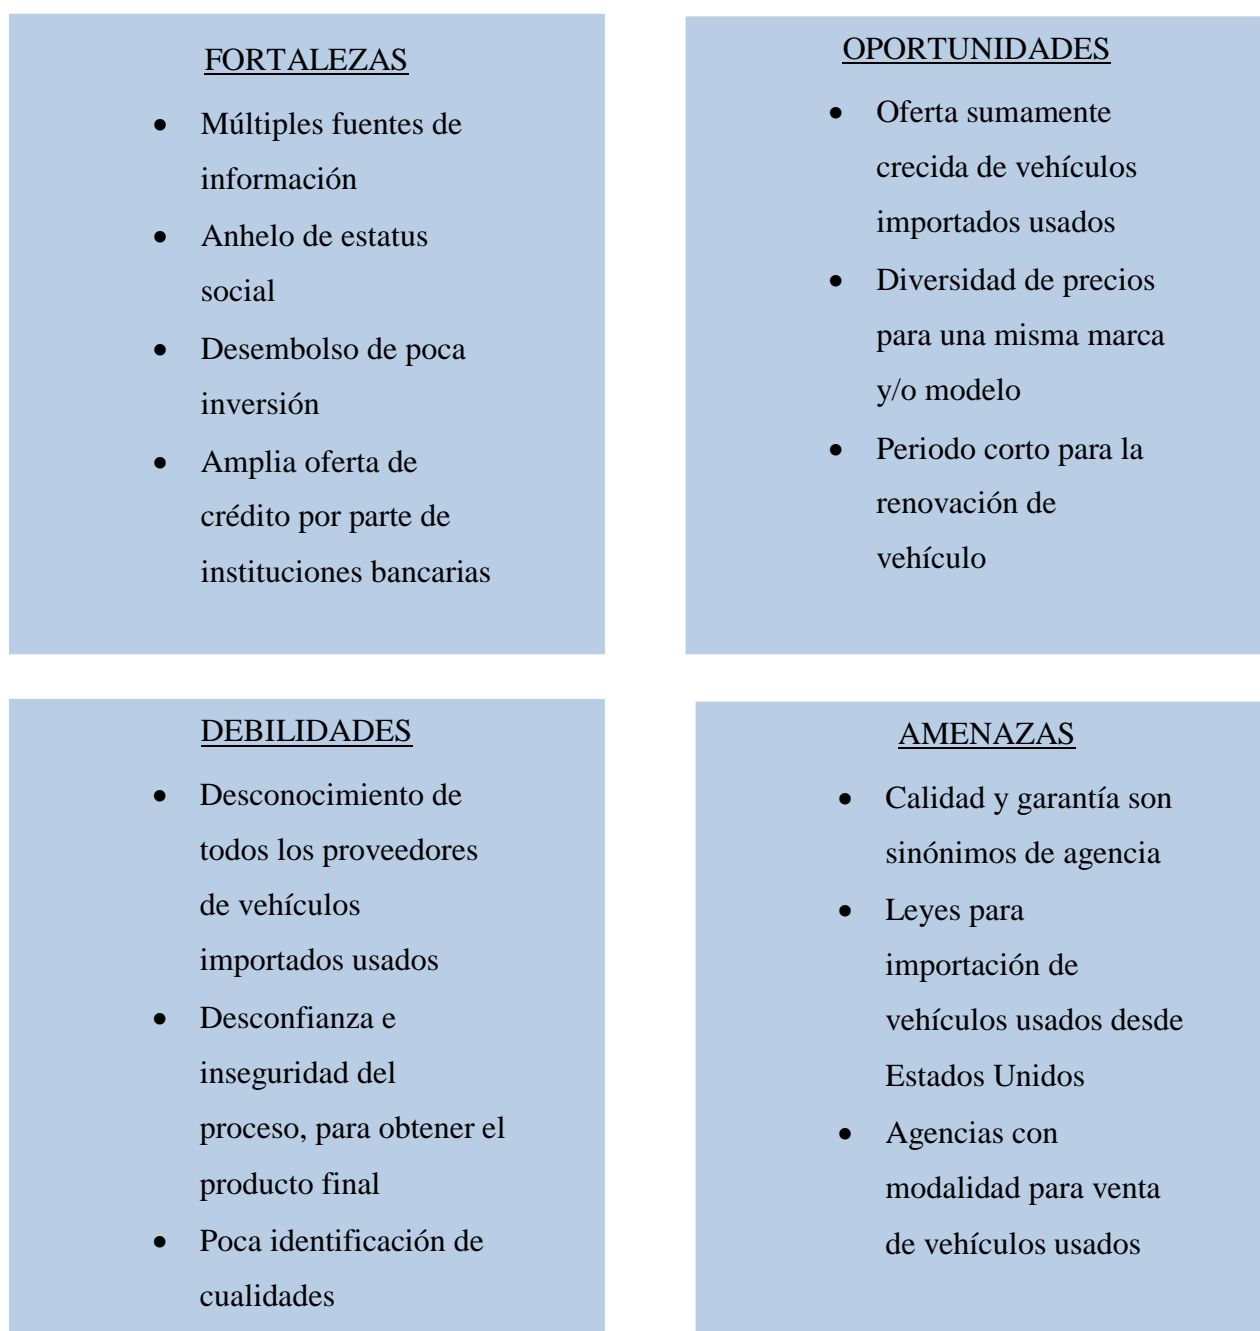 FORTALEZAS
• Múltiples fuentes de
información
• Anhelo de estatus
social
• Desembolso de poca
inversión
• Amplia oferta de
crédito por parte de
instituciones bancarias
OPORTUNIDADES
• Oferta sumamente
crecida de vehículos
importados usados
• Diversidad de precios
para una misma marca
y/o modelo
• Periodo corto para la
renovación de
vehículo
DEBILIDADES
• Desconocimiento de
todos los proveedores
de vehículos
importados usados
• Desconfianza e
inseguridad del
proceso, para obtener el
producto final
• Poca identificación de
cualidades
AMENAZAS
• Calidad y garantía son
sinónimos de agencia
• Leyes para
importación de
vehículos usados desde
Estados Unidos
• Agencias con
modalidad para venta
de vehículos usados